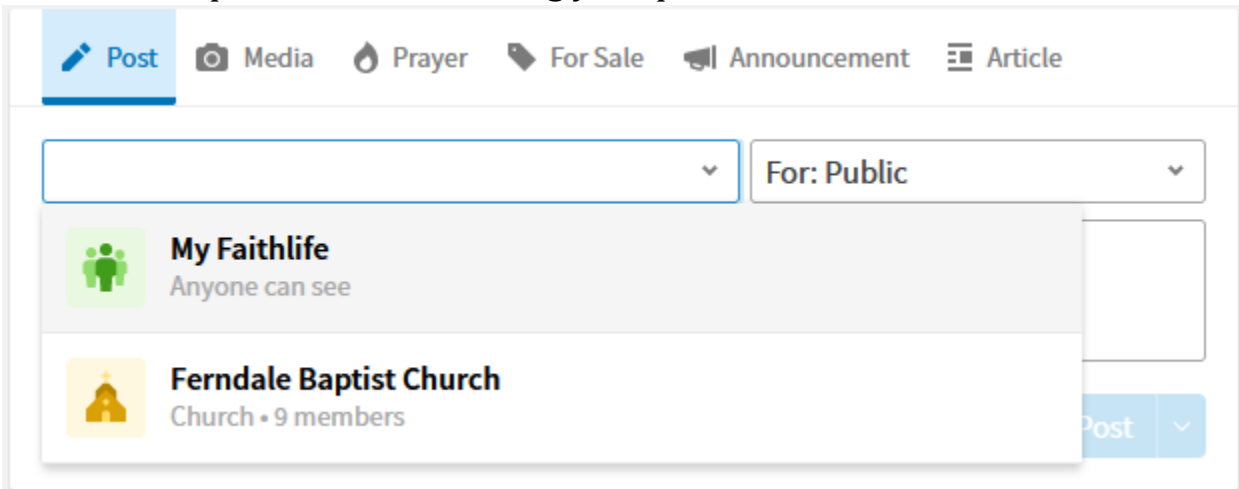 Post Media Prayer For Sale Announcement Article
For: Public
My Faithlife
Anyone can see
Ferndale Baptist Church
Church • 9 members
Post